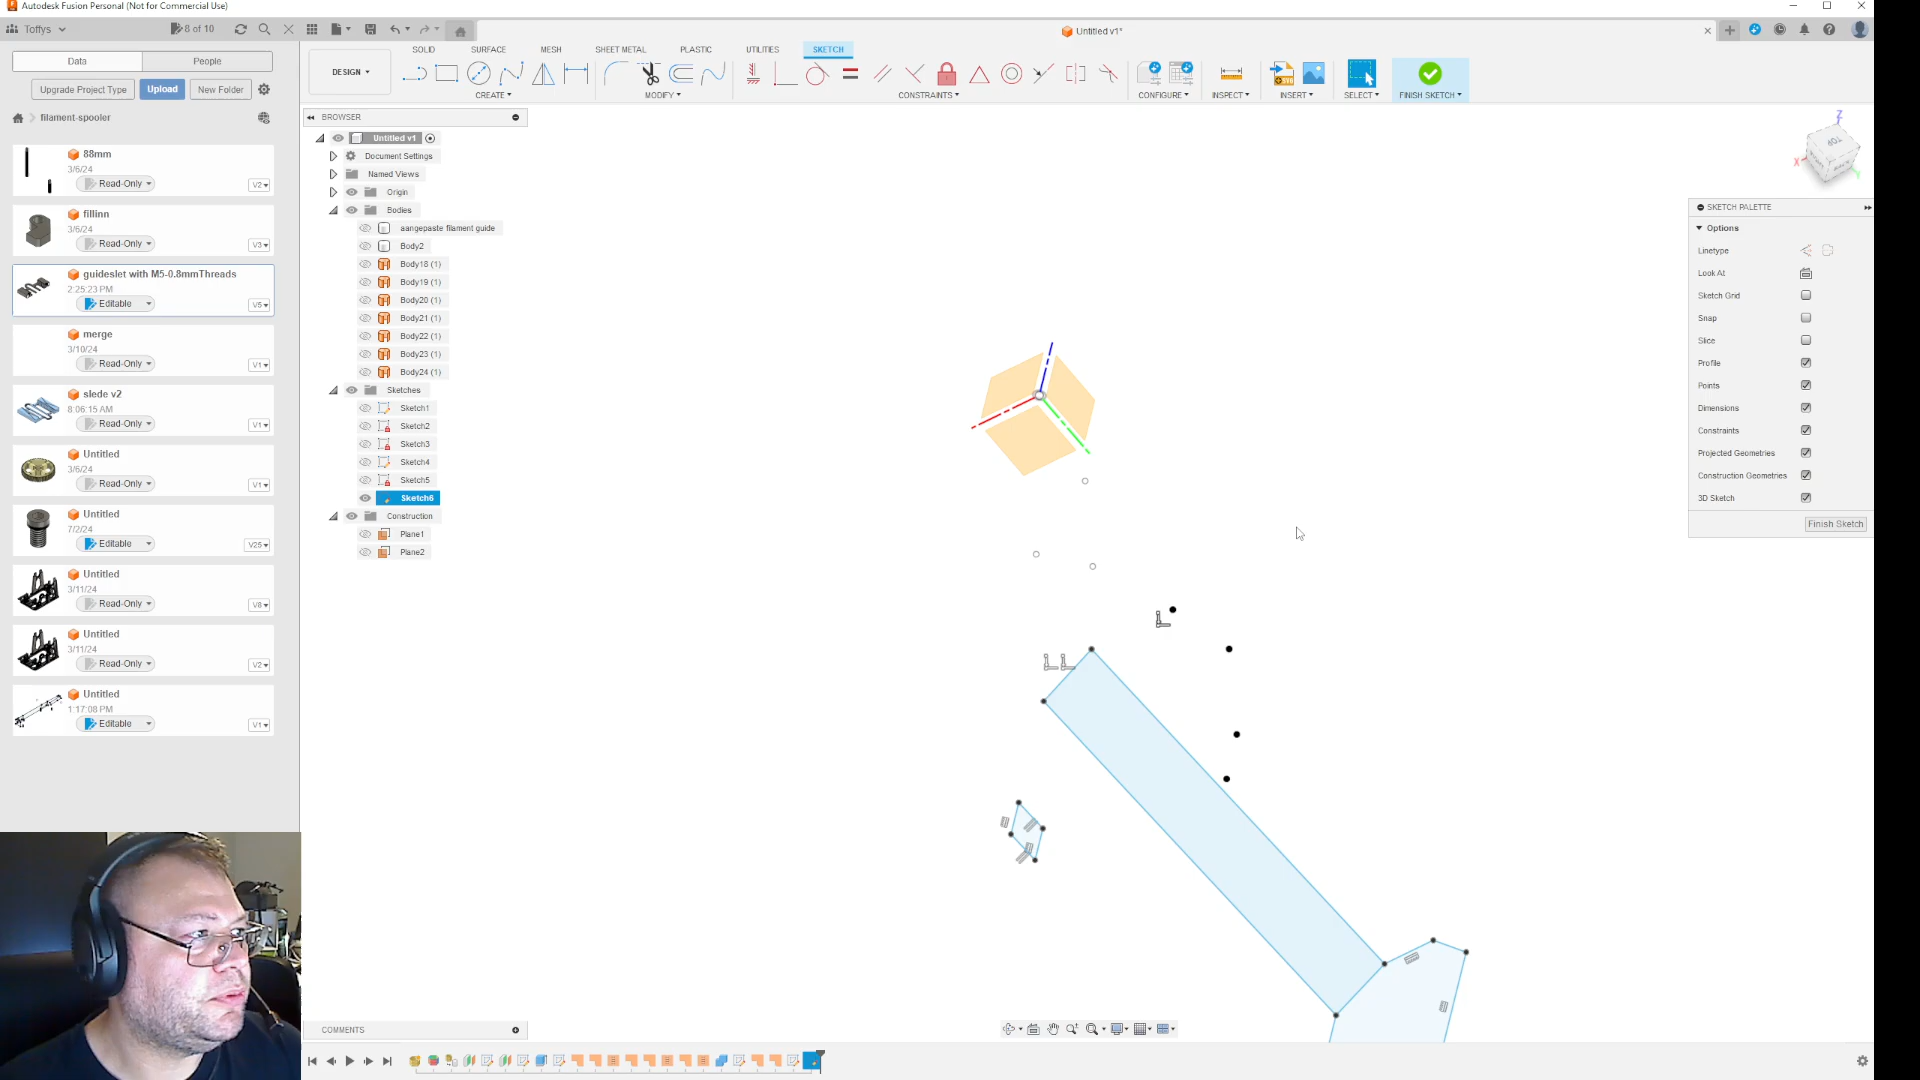 Autodesk Fusion Personal (Not for Commercial Use)
Toffys
8 of 10
Untitled v1*
Data
People
Upgrade Project Type
Upload
New Folder
filament-spooler
88mm
3/6/24
Read-Only
V2
fillinn
3/6/24
Read-Only
V3
guideslet with M5-0.8mmThreads
2:25:23 PM
Editable
V5
merge
3/10/24
Read-Only
V1
slede v2
8:06:15 AM
Read-Only
V1
Untitled
3/6/24
Read-Only
V1
Untitled
7/2/24
Editable
V25
Untitled
3/11/24
Read-Only
V8
Untitled
3/11/24
Read-Only
V2
Untitled
1:17:08 PM
Editable
V1
DESIGN
SOLID
SURFACE
MESH
SHEET METAL
PLASTIC
UTILITIES
SKETCH
CREATE
MODIFY
CONSTRAINTS
CONFIGURE
INSPECT
INSERT
SELECT
FINISH SKETCH
BROWSER
Untitled v1
Document Settings
Named Views
Origin
Bodies
aangepaste filament guide
Body2
Body18 (1)
Body19 (1)
Body20 (1)
Body21 (1)
Body22 (1)
Body23 (1)
Body24 (1)
Sketches
Sketch1
Sketch2
Sketch3
Sketch4
Sketch5
Sketch6
Construction
Plane1
Plane2
Z
X
Y
TOP
SKETCH PALETTE
Options
Linetype
Look At
Sketch Grid
Snap
Slice
Profile
Points
Dimensions
Constraints
Projected Geometries
Construction Geometries
3D Sketch
Finish Sketch
COMMENTS